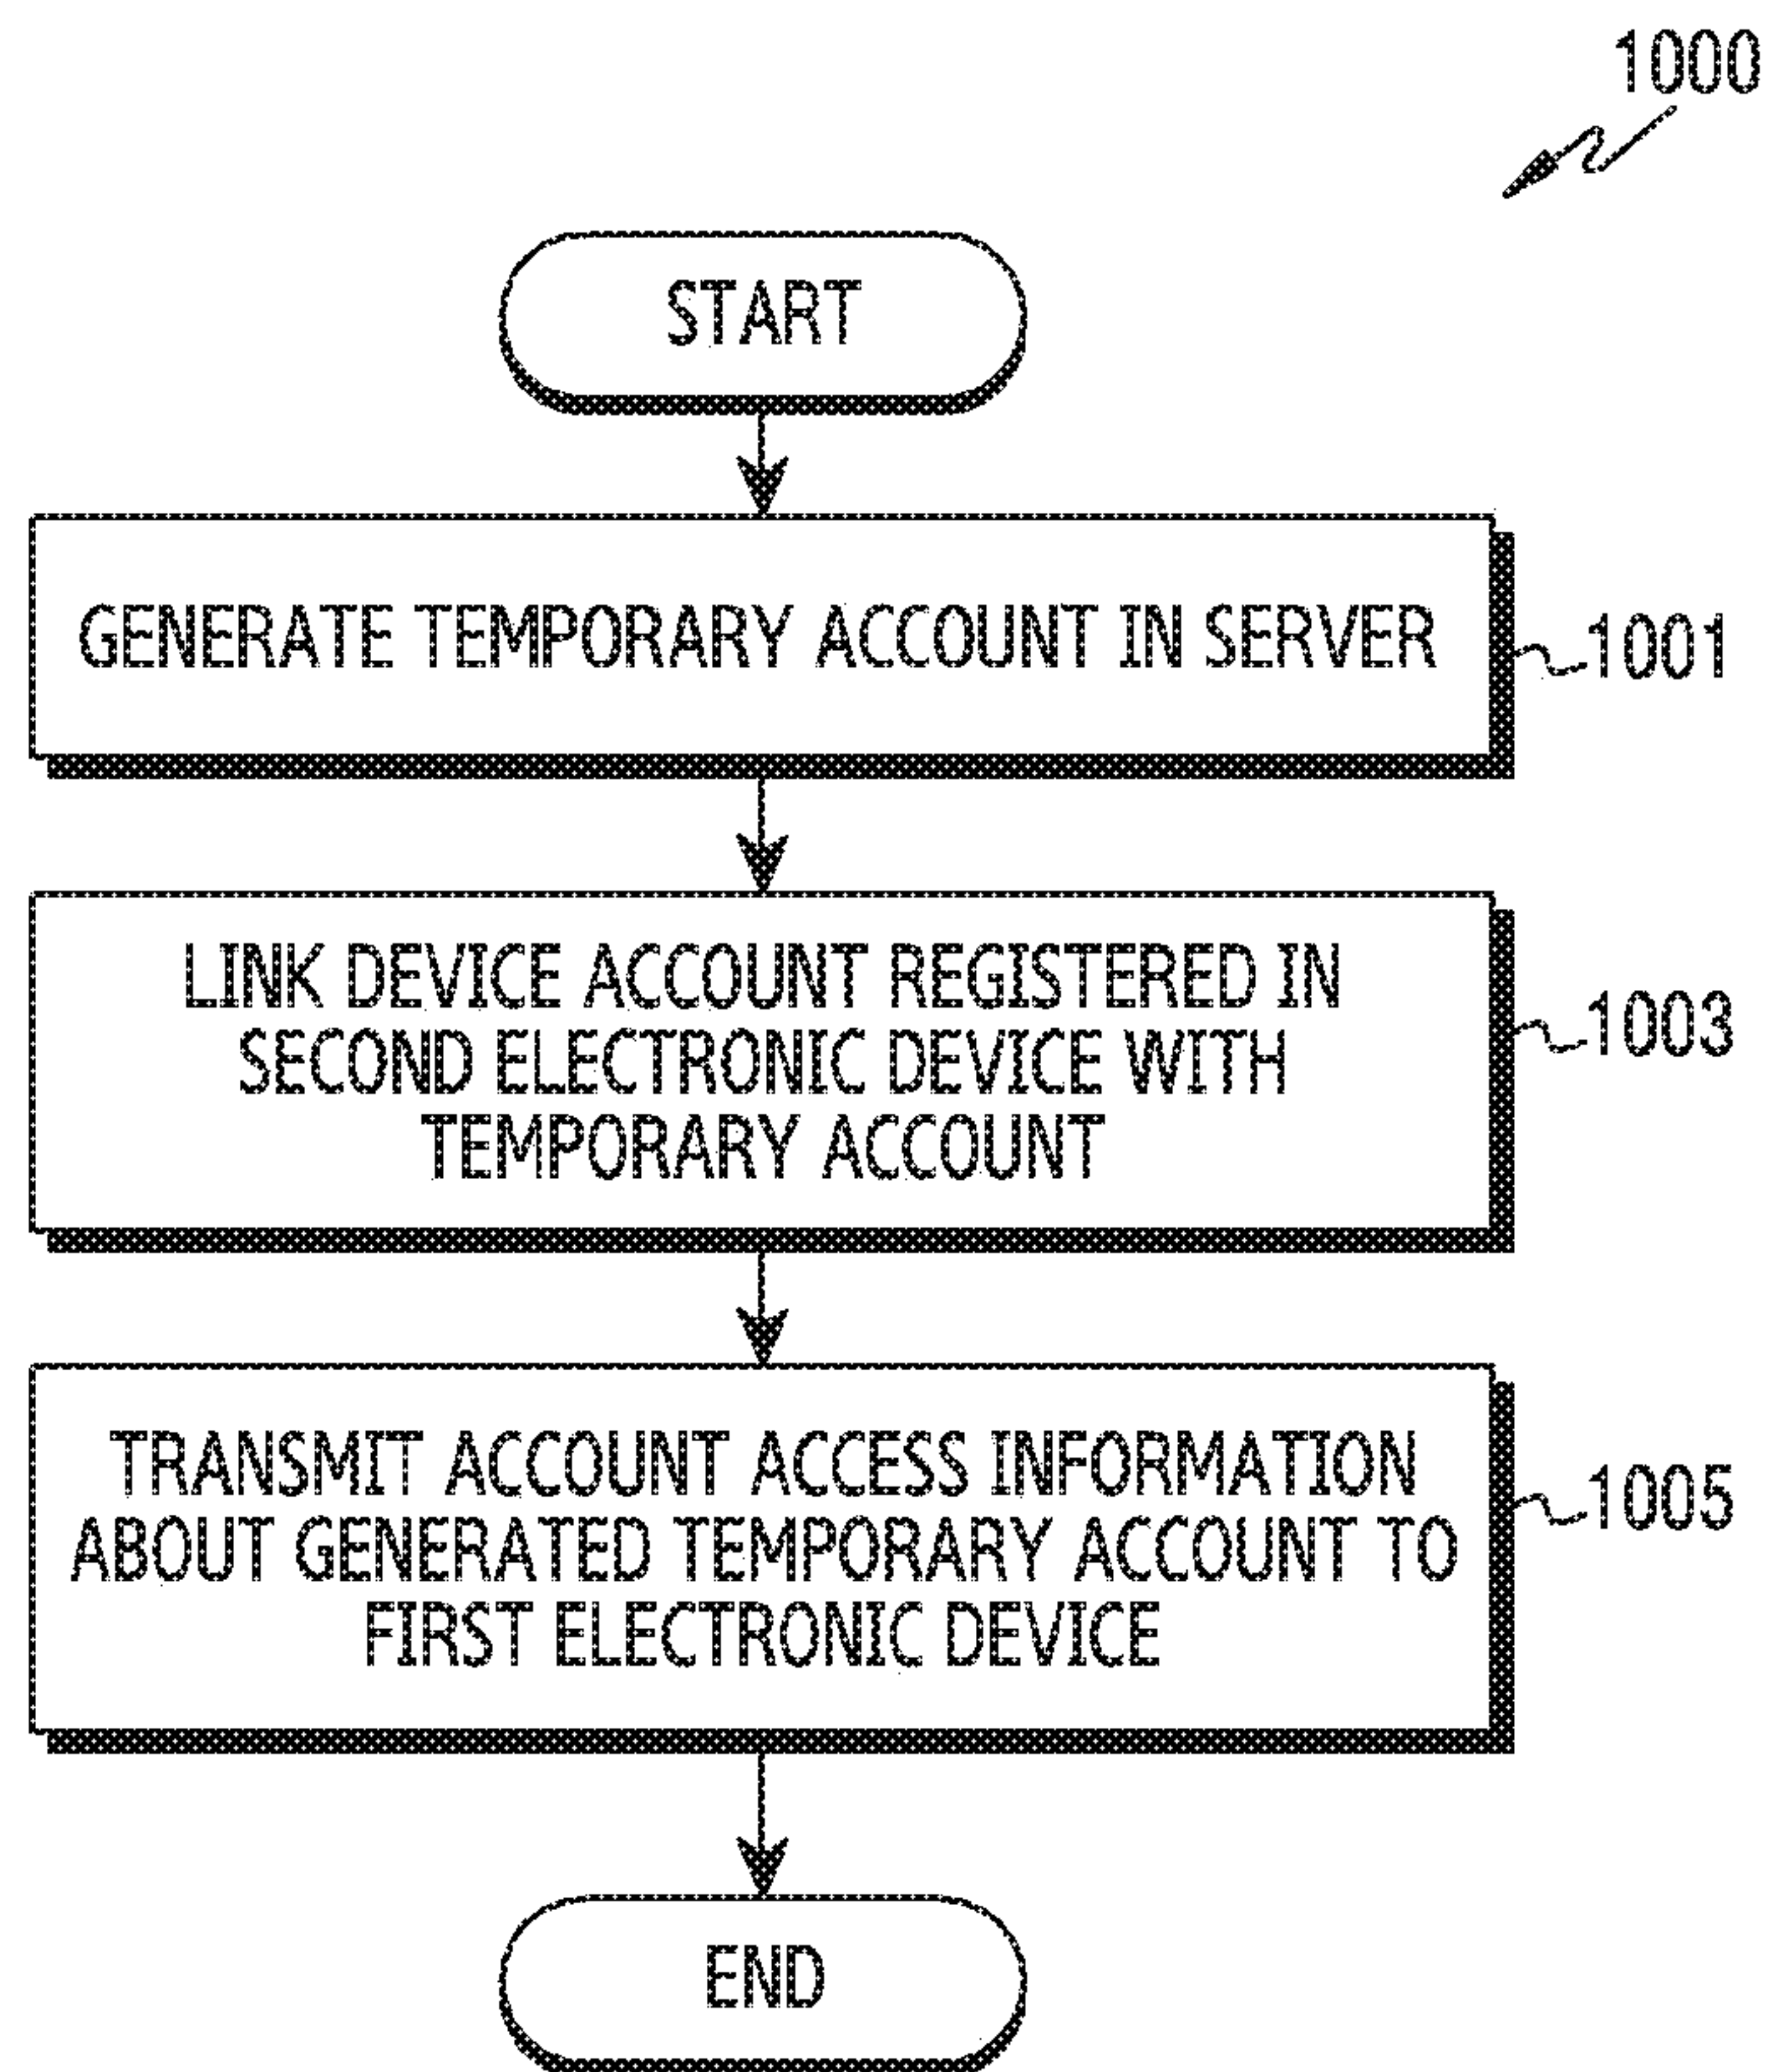 1000
START
GENERATE TEMPORARY ACCOUNT IN SERVER
1001
LINK DEVICE ACCOUNT REGISTERED IN
SECOND ELECTRONIC DEVICE WITH
TEMPORARY ACCOUNT
1003
TRANSMIT ACCOUNT ACCESS INFORMATION
ABOUT GENERATED TEMPORARY ACCOUNT TO
FIRST ELECTRONIC DEVICE
1005
END